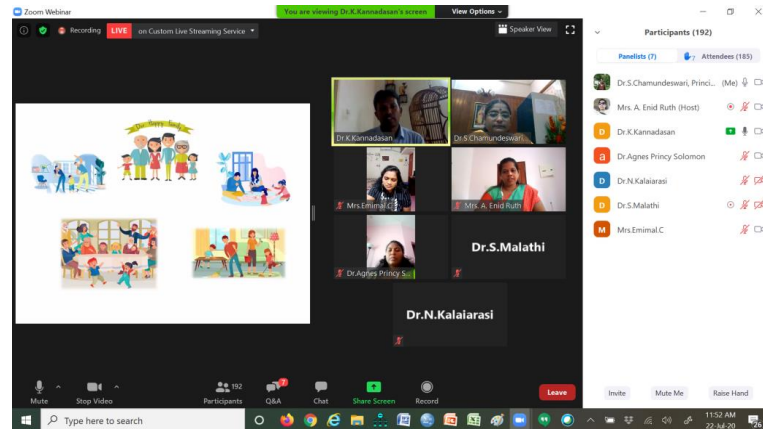 Zoom Webinar
You are viewing Dr.K.Kannadasan's screen View Options
Recording LIVE on Custom Live Streaming Service
Speaker View
Our Happy Family
Dr.K.Kannadasan
Dr.S.Chamundeswari...
Mrs.Emimal.C
Mrs. A. Enid Ruth
Dr.Agnes Princy S...
Dr.S.Malathi
Dr.N.Kalaiarasi
Participants (192)
Panelists (7) 7 Attendees (185)
Dr.S.Chamundeswari, Princi... (Me)
Mrs. A. Enid Ruth (Host)
D Dr.K.Kannadasan
a Dr.Agnes Princy Solomon
D Dr.N.Kalaiarasi
D Dr.S.Malathi
M Mrs.Emimal.C
Mute
Stop Video
192
Participants
7
Q&A
Chat
Share Screen
Record
Leave
Invite Mute Me Raise Hand
Type here to search
11:52 AM
22-Jul-20
26